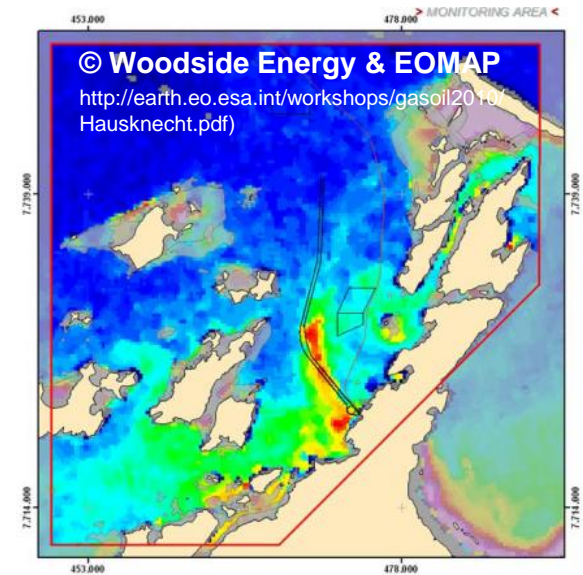 > MONITORING AREA <
453.000 478.000
© Woodside Energy & EOMAP
http://earth.eo.esa.int/workshops/gasoil2010/
Hausknecht.pdf)
7,739.000 7,739.000
7,714.000 7,714.000
453.000 478.000